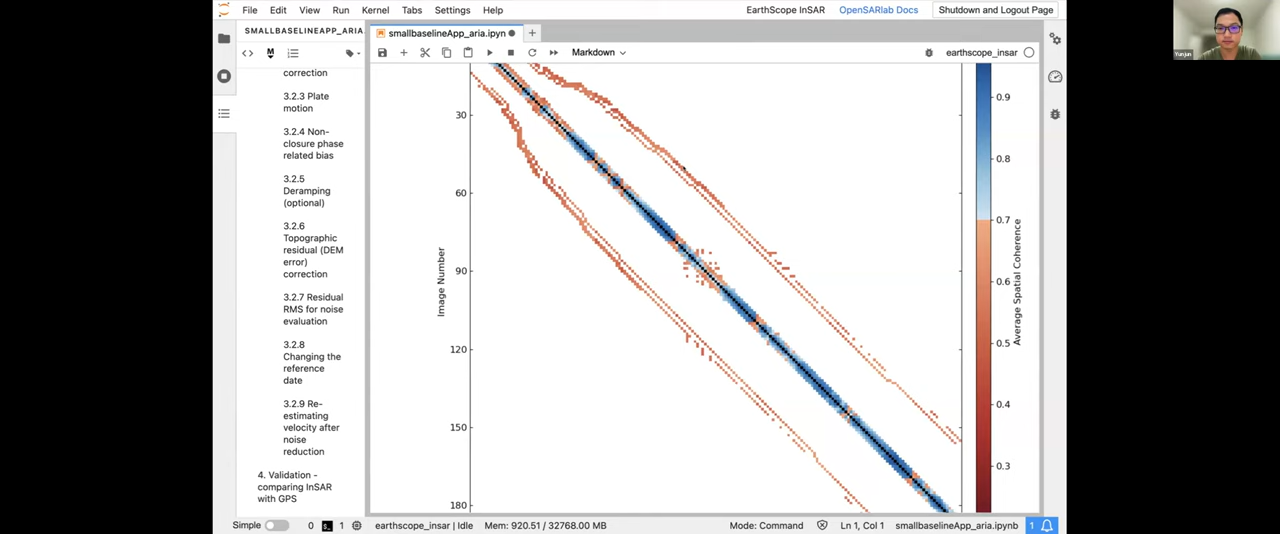 File Edit View Run Kernel Tabs Settings Help
EarthScope InSAR
OpenSARlab Docs
Shutdown and Logout Page
SMALLBASELINEAPP_ARIA.
smallbaselineApp_aria.ipyn
Markdown
earthscope_insar
correction
3.2.3 Plate
motion
3.2.4 Non-
closure phase
related bias
3.2.5
Deramping
(optional)
3.2.6
Topographic
residual (DEM
error)
correction
3.2.7 Residual
RMS for noise
evaluation
3.2.8
Changing the
reference
date
3.2.9 Re-
estimating
velocity after
noise
reduction
4. Validation -
comparing InSAR
with GPS
Image Number
30
60
90
120
150
180
0.9
0.8
0.7
0.6
0.5
0.4
0.3
Average Spatial Coherence
Simple
0
1
earthscope_insar | Idle
Mem: 920.51 / 32768.00 MB
Mode: Command
Ln 1, Col 1
smallbaselineApp_aria.ipynb
1
Yunjun